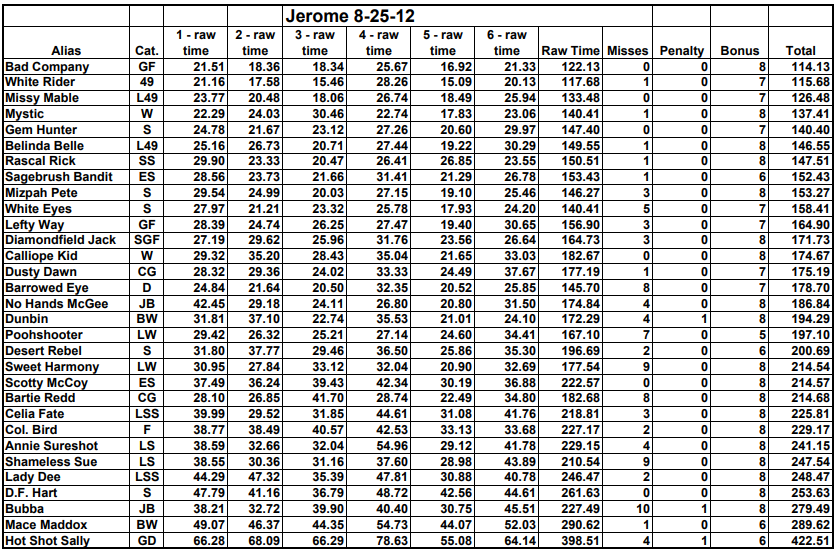 Jerome 8-25-12
Alias Cat. 1 - raw time 2 - raw time 3 - raw time 4 - raw time 5 - raw time 6 - raw time Raw Time Misses Penalty Bonus Total
Bad Company GF 21.51 18.36 18.34 25.67 16.92 21.33 122.13 0 0 8 114.13
White Rider 49 21.16 17.58 15.46 28.26 15.09 20.13 117.68 1 0 7 115.68
Missy Mable L49 23.77 20.48 18.06 26.74 18.49 25.94 133.48 0 0 7 126.48
Mystic W 22.29 24.03 30.46 22.74 17.83 23.06 140.41 1 0 8 137.41
Gem Hunter S 24.78 21.67 23.12 27.26 20.60 29.97 147.40 0 0 7 140.40
Belinda Belle L49 25.16 26.73 20.71 27.44 19.22 30.29 149.55 1 0 8 146.55
Rascal Rick SS 29.90 23.33 20.47 26.41 26.85 23.55 150.51 1 0 8 147.51
Sagebrush Bandit ES 28.56 23.73 21.66 31.41 21.29 26.78 153.43 1 0 6 152.43
Mizpah Pete S 29.54 24.99 20.03 27.15 19.10 25.46 146.27 3 0 8 153.27
White Eyes S 27.97 21.21 23.32 25.78 17.93 24.20 140.41 5 0 7 158.41
Lefty Way GF 28.39 24.74 26.25 27.47 19.40 30.65 156.90 3 0 7 164.90
Diamondfield Jack SGF 27.19 29.62 25.96 31.76 23.56 26.64 164.73 3 0 8 171.73
Calliope Kid W 29.32 35.20 28.43 35.04 21.65 33.03 182.67 0 0 8 174.67
Dusty Dawn CG 28.32 29.36 24.02 33.33 24.49 37.67 177.19 1 0 7 175.19
Barrowed Eye D 24.84 21.64 20.50 32.35 20.52 25.85 145.70 8 0 7 178.70
No Hands McGee JB 42.45 29.18 24.11 26.80 20.80 31.50 174.84 4 0 8 186.84
Dunbin BW 31.81 37.10 22.74 35.53 21.01 24.10 172.29 4 1 8 194.29
Poohshooter LW 29.42 26.32 25.21 27.14 24.60 34.41 167.10 7 0 5 197.10
Desert Rebel S 31.80 37.77 29.46 36.50 25.86 35.30 196.69 2 0 6 200.69
Sweet Harmony LW 30.95 27.84 33.12 32.04 20.90 32.69 177.54 9 0 8 214.54
Scotty McCoy ES 37.49 36.24 39.43 42.34 30.19 36.88 222.57 0 0 8 214.57
Bartie Redd CG 28.10 26.85 41.70 28.74 22.49 34.80 182.68 8 0 8 214.68
Celia Fate LSS 39.99 29.52 31.85 44.61 31.08 41.76 218.81 3 0 8 225.81
Col. Bird F 38.77 38.49 40.57 42.53 33.13 33.68 227.17 2 0 8 229.17
Annie Sureshot LS 38.59 32.66 32.04 54.96 29.12 41.78 229.15 4 0 8 241.15
Shameless Sue LS 38.55 30.36 31.16 37.60 28.98 43.89 210.54 9 0 8 247.54
Lady Dee LSS 44.29 47.32 35.39 47.81 30.88 40.78 246.47 2 0 8 248.47
D.F. Hart S 47.79 41.16 36.79 48.72 42.56 44.61 261.63 0 0 8 253.63
Bubba JB 38.21 32.72 39.90 40.40 30.75 45.51 227.49 10 1 8 279.49
Mace Maddox BW 49.07 46.37 44.35 54.73 44.07 52.03 290.62 1 0 6 289.62
Hot Shot Sally GD 66.28 68.09 66.29 78.63 55.08 64.14 398.51 4 1 6 422.51